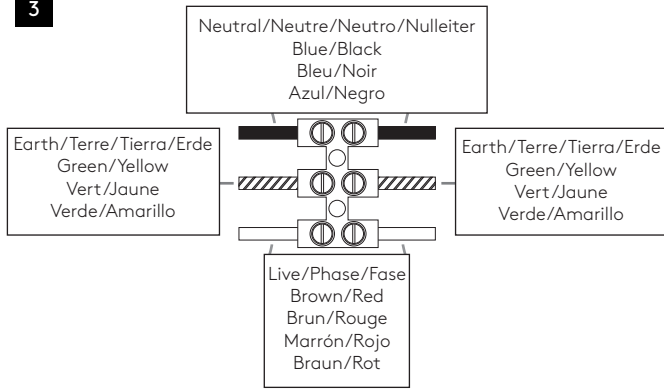 3
Neutral/Neutre/Neutro/Nulleiter
Blue/Black
Bleu/Noir
Azul/Negro
Earth/Terre/Tierra/Erde
Green/Yellow
Vert/Jaune
Verde/Amarillo
Earth/Terre/Tierra/Erde
Green/Yellow
Vert/Jaune
Verde/Amarillo
Live/Phase/Fase
Brown/Red
Brun/Rouge
Marrón/Rojo
Braun/Rot